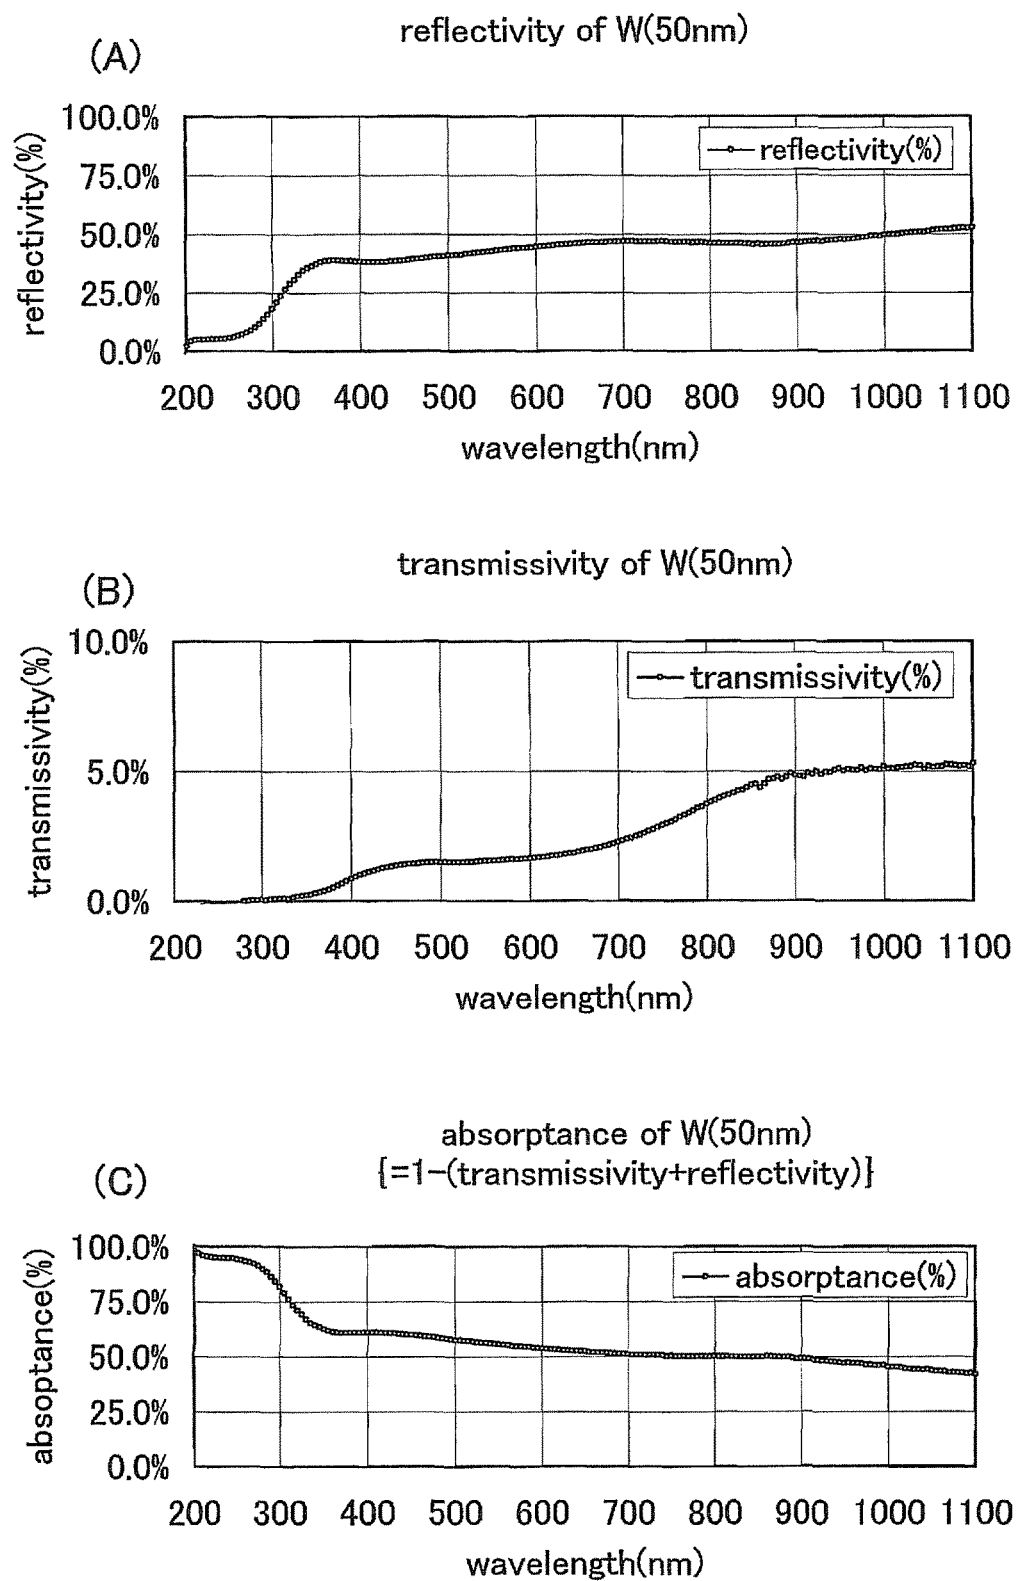 reflectivity of W(50nm)
(A)
100.0%
75.0%
50.0%
25.0%
0.0%
reflectivity(%)
reflectivity(%)
200 300 400 500 600 700 800 900 1000 1100
wavelength(nm)
transmissivity of W(50nm)
(B)
10.0%
5.0%
0.0%
transmissivity(%)
transmissivity(%)
200 300 400 500 600 700 800 900 1000 1100
wavelength(nm)
absorptance of W(50nm)
{=1-(transmissivity+reflectivity)}
(C)
100.0%
75.0%
50.0%
25.0%
0.0%
absoptance(%)
absorptance(%)
200 300 400 500 600 700 800 900 1000 1100
wavelength(nm)